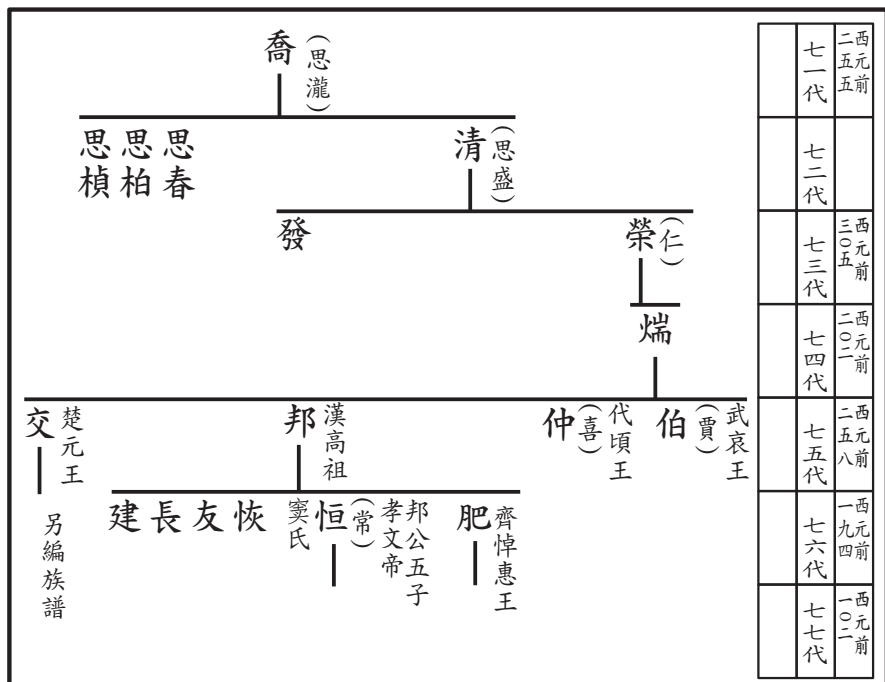 西元前二五五
七一代
喬
(思瀧)
七二代
清
(思盛)
思春
思柏
思楨
西元前三〇五
七三代
榮
(仁)
發
西元前二〇二
七四代
煓
西元前二五八
七五代
武哀王
伯
(賈)
代頃王
仲
(喜)
漢高祖
邦
楚元王
交
西元前一九四
七六代
齊悼惠王
肥
邦公五子
孝文帝
恒
(常)
竇氏
恢
友
長
建
另編族譜
西元前一〇二
七七代